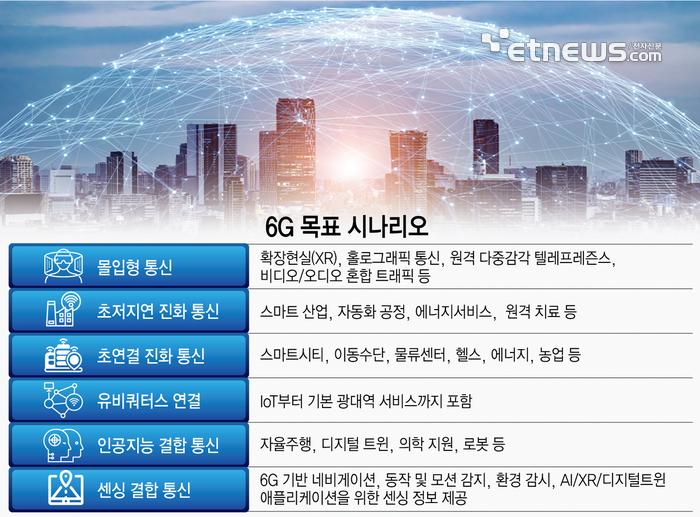 etnews.com
전자신문
6G 목표 시나리오
몰입형 통신
확장현실(XR), 홀로그래픽 통신, 원격 다중감각 텔레프레즌스,
비디오/오디오 혼합 트래픽 등
초저지연 진화 통신
스마트 산업, 자동화 공정, 에너지서비스, 원격 치료 등
초연결 진화 통신
스마트시티, 이동수단, 물류센터, 헬스, 에너지, 농업 등
유비쿼터스 연결
IoT부터 기본 광대역 서비스까지 포함
인공지능 결합 통신
자율주행, 디지털 트윈, 의학 지원, 로봇 등
센싱 결합 통신
6G 기반 네비게이션, 동작 및 모션 감지, 환경 감시, AI/XR/디지털트윈
애플리케이션을 위한 센싱 정보 제공